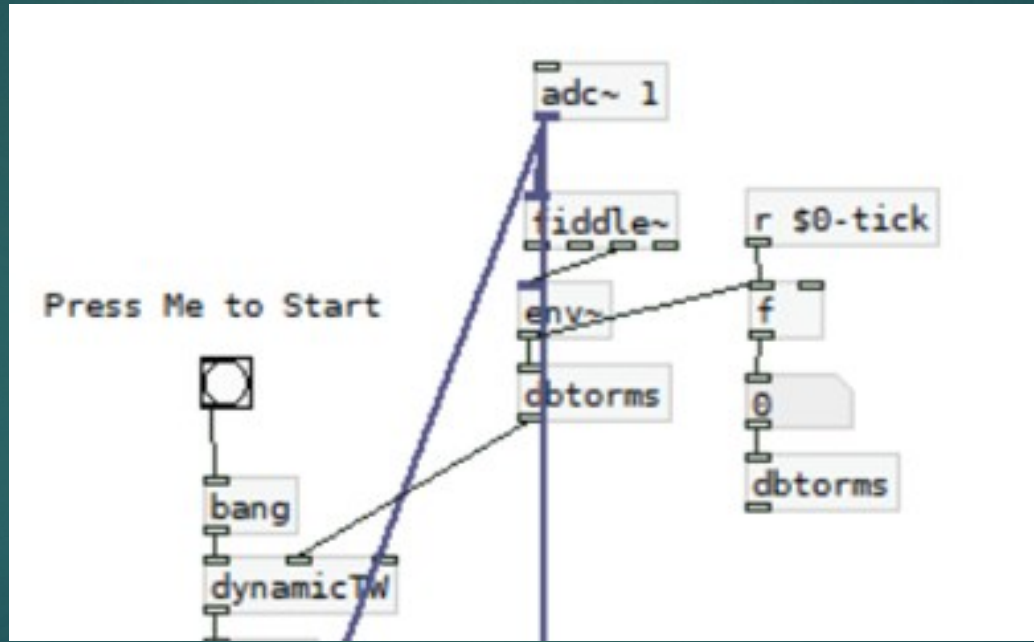 adc~ 1
fiddle~
r $0-tick
Press Me to Start
env~
f
dbtorms
0
bang
dbtorms
dynamicTW